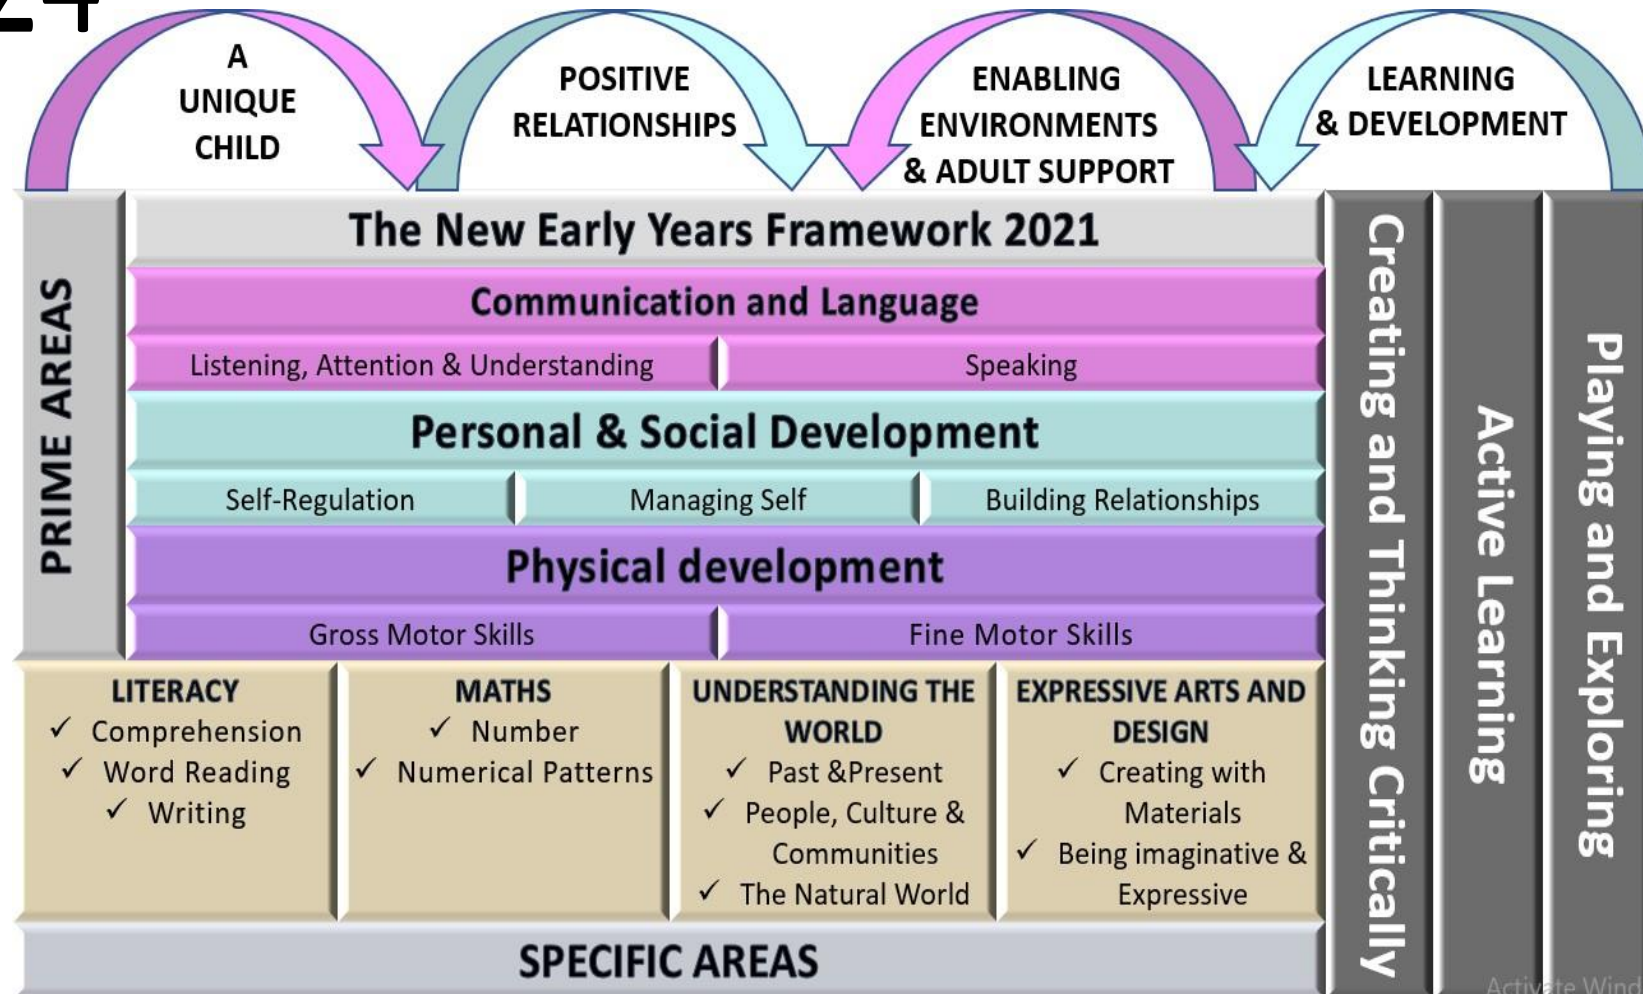 24
A
UNIQUE
CHILD
POSITIVE
RELATIONSHIPS
ENABLING
ENVIRONMENTS
& ADULT SUPPORT
LEARNING
& DEVELOPMENT
PRIME AREAS
The New Early Years Framework 2021
Communication and Language
Listening, Attention & Understanding
Speaking
Personal & Social Development
Self-Regulation
Managing Self
Building Relationships
Physical development
Gross Motor Skills
Fine Motor Skills
LITERACY
✓ Comprehension
✓ Word Reading
✓ Writing
MATHS
✓ Number
✓ Numerical Patterns
UNDERSTANDING THE
WORLD
✓ Past &Present
✓ People, Culture &
Communities
✓ The Natural World
EXPRESSIVE ARTS AND
DESIGN
✓ Creating with
Materials
✓ Being imaginative &
Expressive
SPECIFIC AREAS
Creating and Thinking Critically
Active Learning
Playing and Exploring
Activate Wind